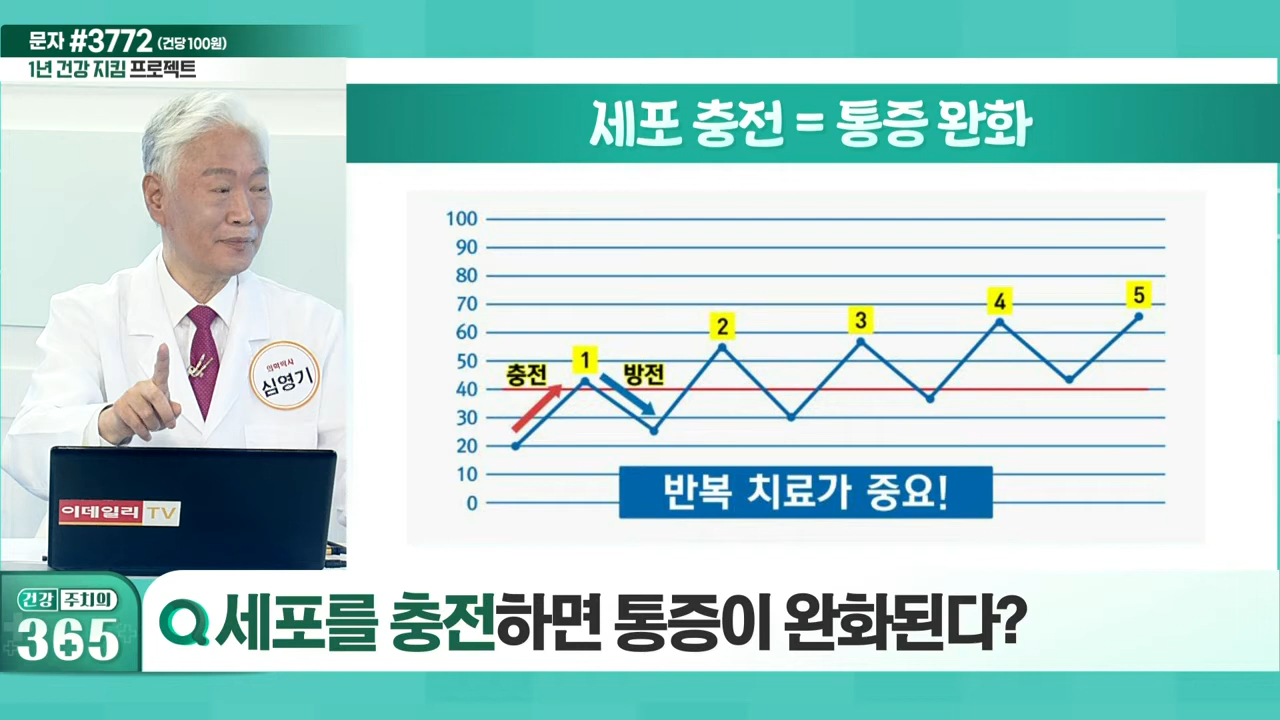 문자 #3772 (건당 100원)
1년 건강 지킴 프로젝트
세포 충전 = 통증 완화
100
90
80
70
60
50
40
30
20
10
0
충전
1
방전
2
3
4
5
반복 치료가 중요!
의학박사
심영기
이데일리 TV
건강 주치의
365
Q 세포를 충전하면 통증이 완화된다?